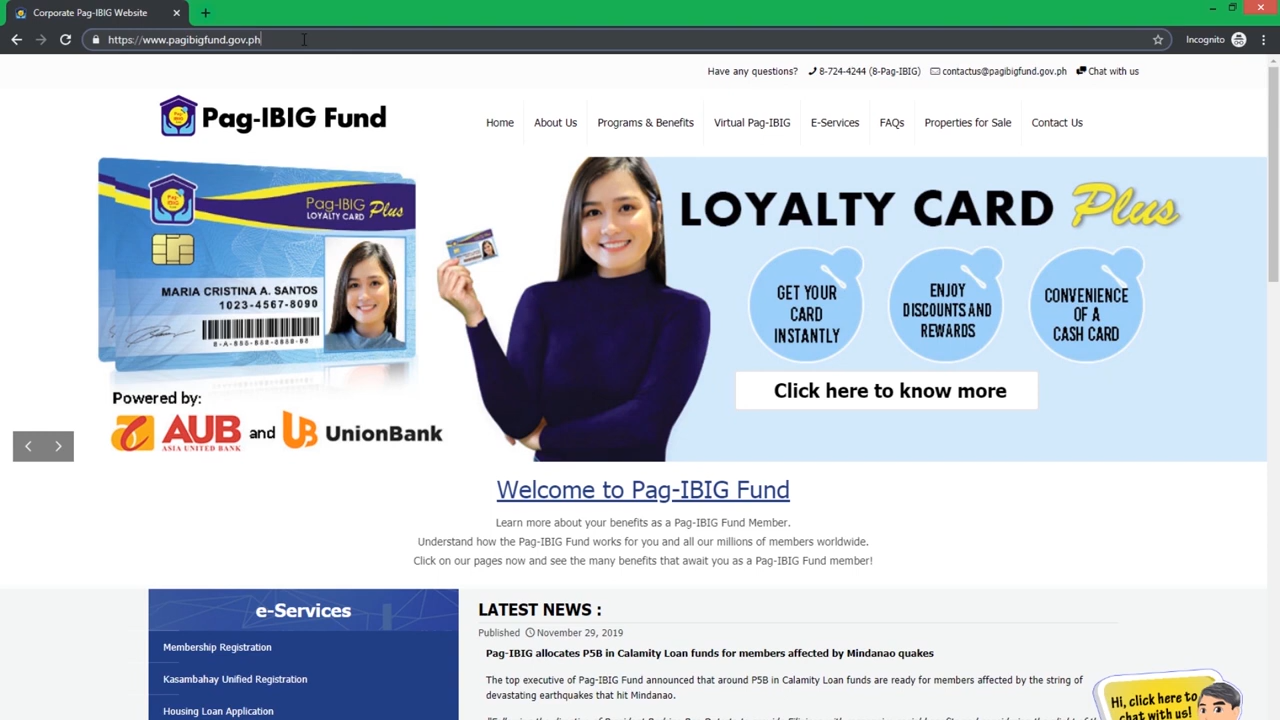 Corporate Pag-IBIG Website
https://www.pagibigfund.gov.ph
Incognito
Have any questions? 8-724-4244 (8-Pag-IBIG) contactus@pagibigfund.gov.ph Chat with us
Pag-IBIG Fund
Home About Us Programs & Benefits Virtual Pag-IBIG E-Services FAQs Properties for Sale Contact Us
Pag-IBIG
LOYALTY CARD Plus
MARIA CRISTINA A. SANTOS
1023-4567-8090
Powered by:
AUB
ASIA UNITED BANK
and
UB UnionBank
LOYALTY CARD Plus
GET YOUR
CARD
INSTANTLY
ENJOY
DISCOUNTS AND
REWARDS
CONVENIENCE
OF A
CASH CARD
Click here to know more
Welcome to Pag-IBIG Fund
Learn more about your benefits as a Pag-IBIG Fund Member.
Understand how the Pag-IBIG Fund works for you and all our millions of members worldwide.
Click on our pages now and see the many benefits that await you as a Pag-IBIG Fund member!
e-Services
Membership Registration
Kasambahay Unified Registration
Housing Loan Application
LATEST NEWS :
Published November 29, 2019
Pag-IBIG allocates P5B in Calamity Loan funds for members affected by Mindanao quakes
The top executive of Pag-IBIG Fund announced that around P5B in Calamity Loan funds are ready for members affected by the string of
devastating earthquakes that hit Mindanao.
Hi, click here to
chat with us!